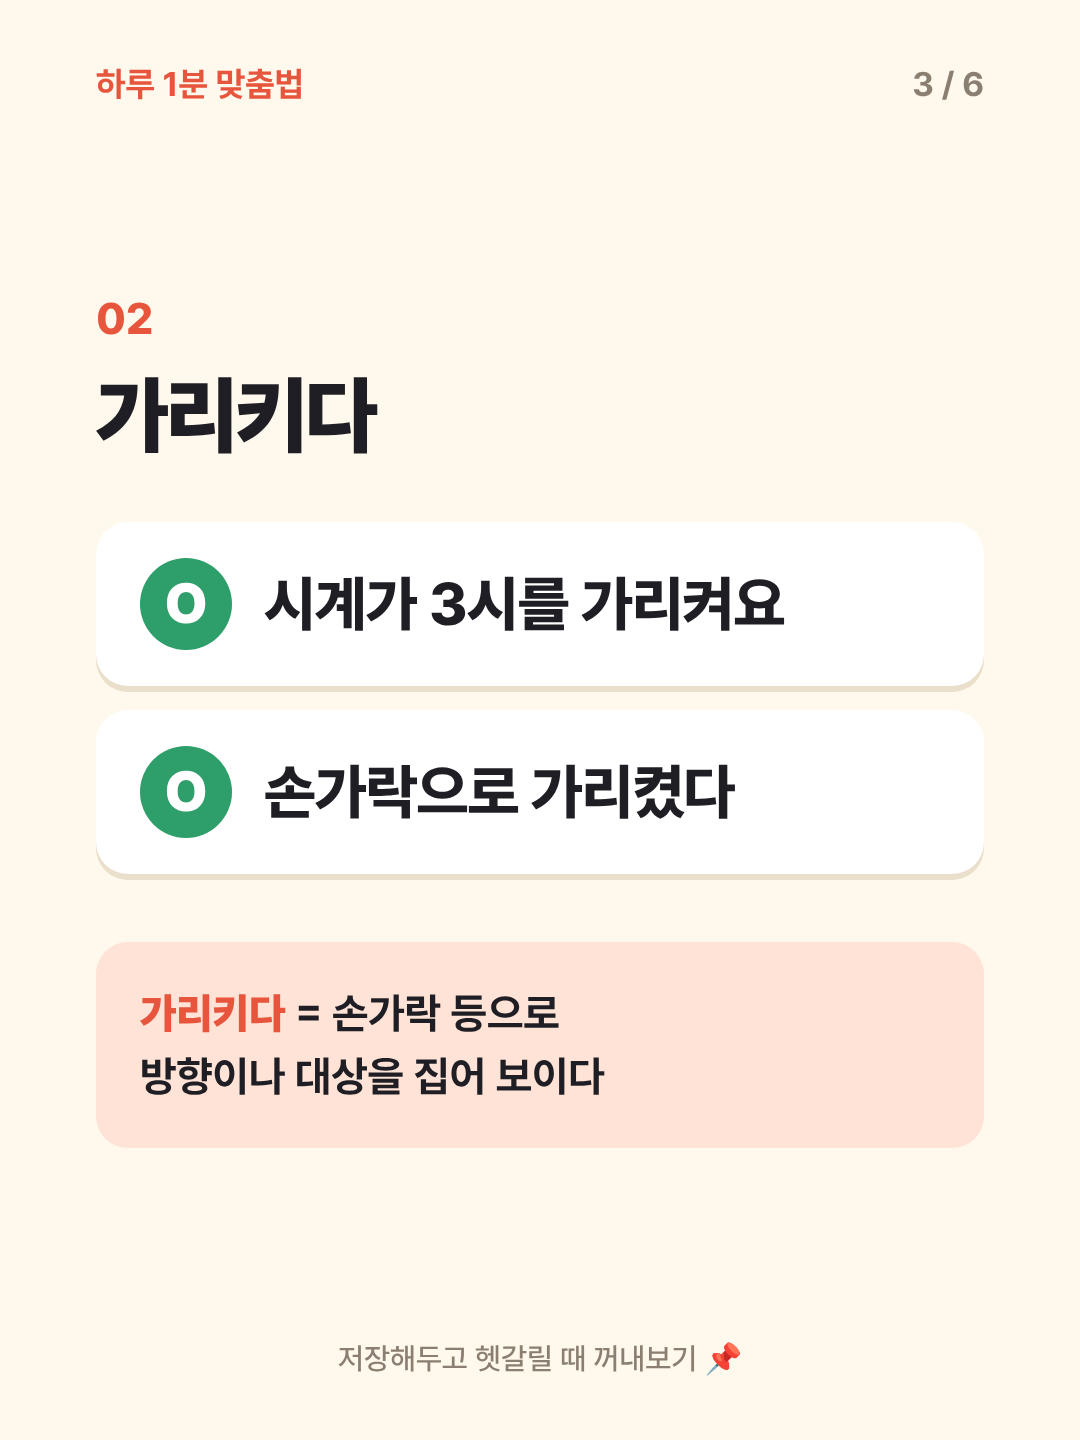 하루 1분 맞춤법
3 / 6
02
가리키다
O 시계가 3시를 가리켜요
O 손가락으로 가리켰다
가리키다 = 손가락 등으로
방향이나 대상을 집어 보이다
저장해두고 헷갈릴 때 꺼내보기 📌